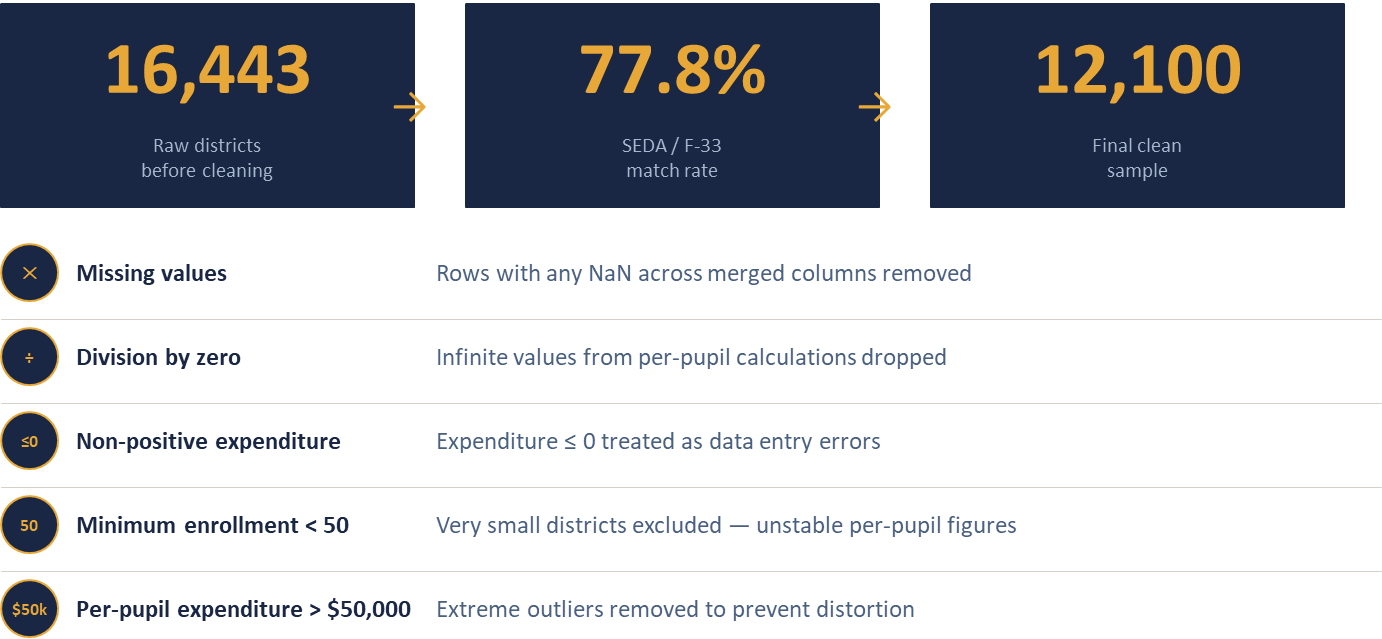 16,443
Raw districts
before cleaning
→
77.8%
SEDA / F-33
match rate
→
12,100
Final clean
sample
× Missing values Rows with any NaN across merged columns removed
÷ Division by zero Infinite values from per-pupil calculations dropped
≤0 Non-positive expenditure Expenditure ≤ 0 treated as data entry errors
50 Minimum enrollment < 50 Very small districts excluded — unstable per-pupil figures
$50k Per-pupil expenditure > $50,000 Extreme outliers removed to prevent distortion